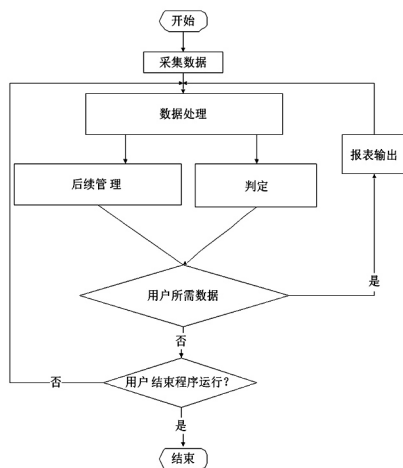 开始
采集数据
数据处理
后续管 理
判定
报表输出
用户所需数据
是
否
用户 结束程序运行?
否
是
结束